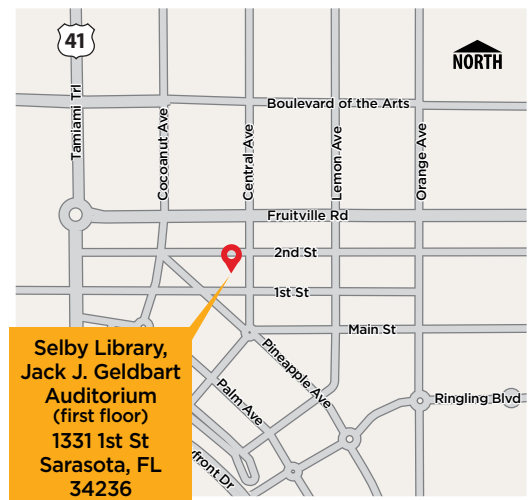 41
NORTH
Boulevard of the Arts
Tamiami Trl
Cocoanut Ave
Central Ave
Lemon Ave
Orange Ave
Fruitville Rd
2nd St
1st St
Main St
Pineapple Ave
Palm Ave
Ringling Blvd
front Dr
Selby Library,
Jack J. Geldbart
Auditorium
(first floor)
1331 1st St
Sarasota, FL
34236